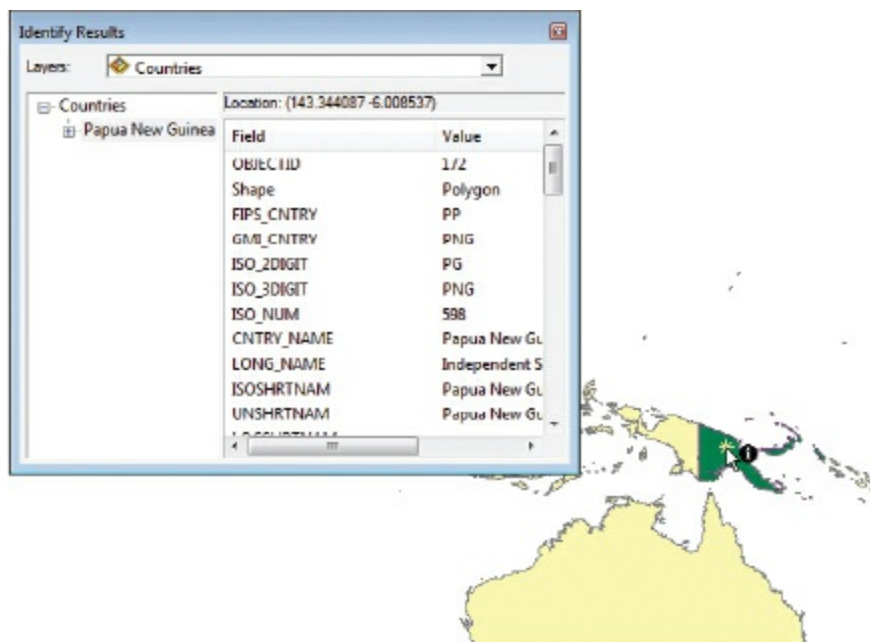 Identify Results
Layers: Countries
Countries
Papua New Guinea
Location: (143.344087 -6.008537)
Field Value
OBJECTID 172
Shape Polygon
FIPS_CNTRY PP
GMI_CNTRY PNG
ISO_2DIGIT PG
ISO_3DIGIT PNG
ISO_NUM 598
CNTRY_NAME Papua New Gu
LONG_NAME Independent S
ISOSHRTNAM Papua New Gu
UNSHRTNAM Papua New Gu